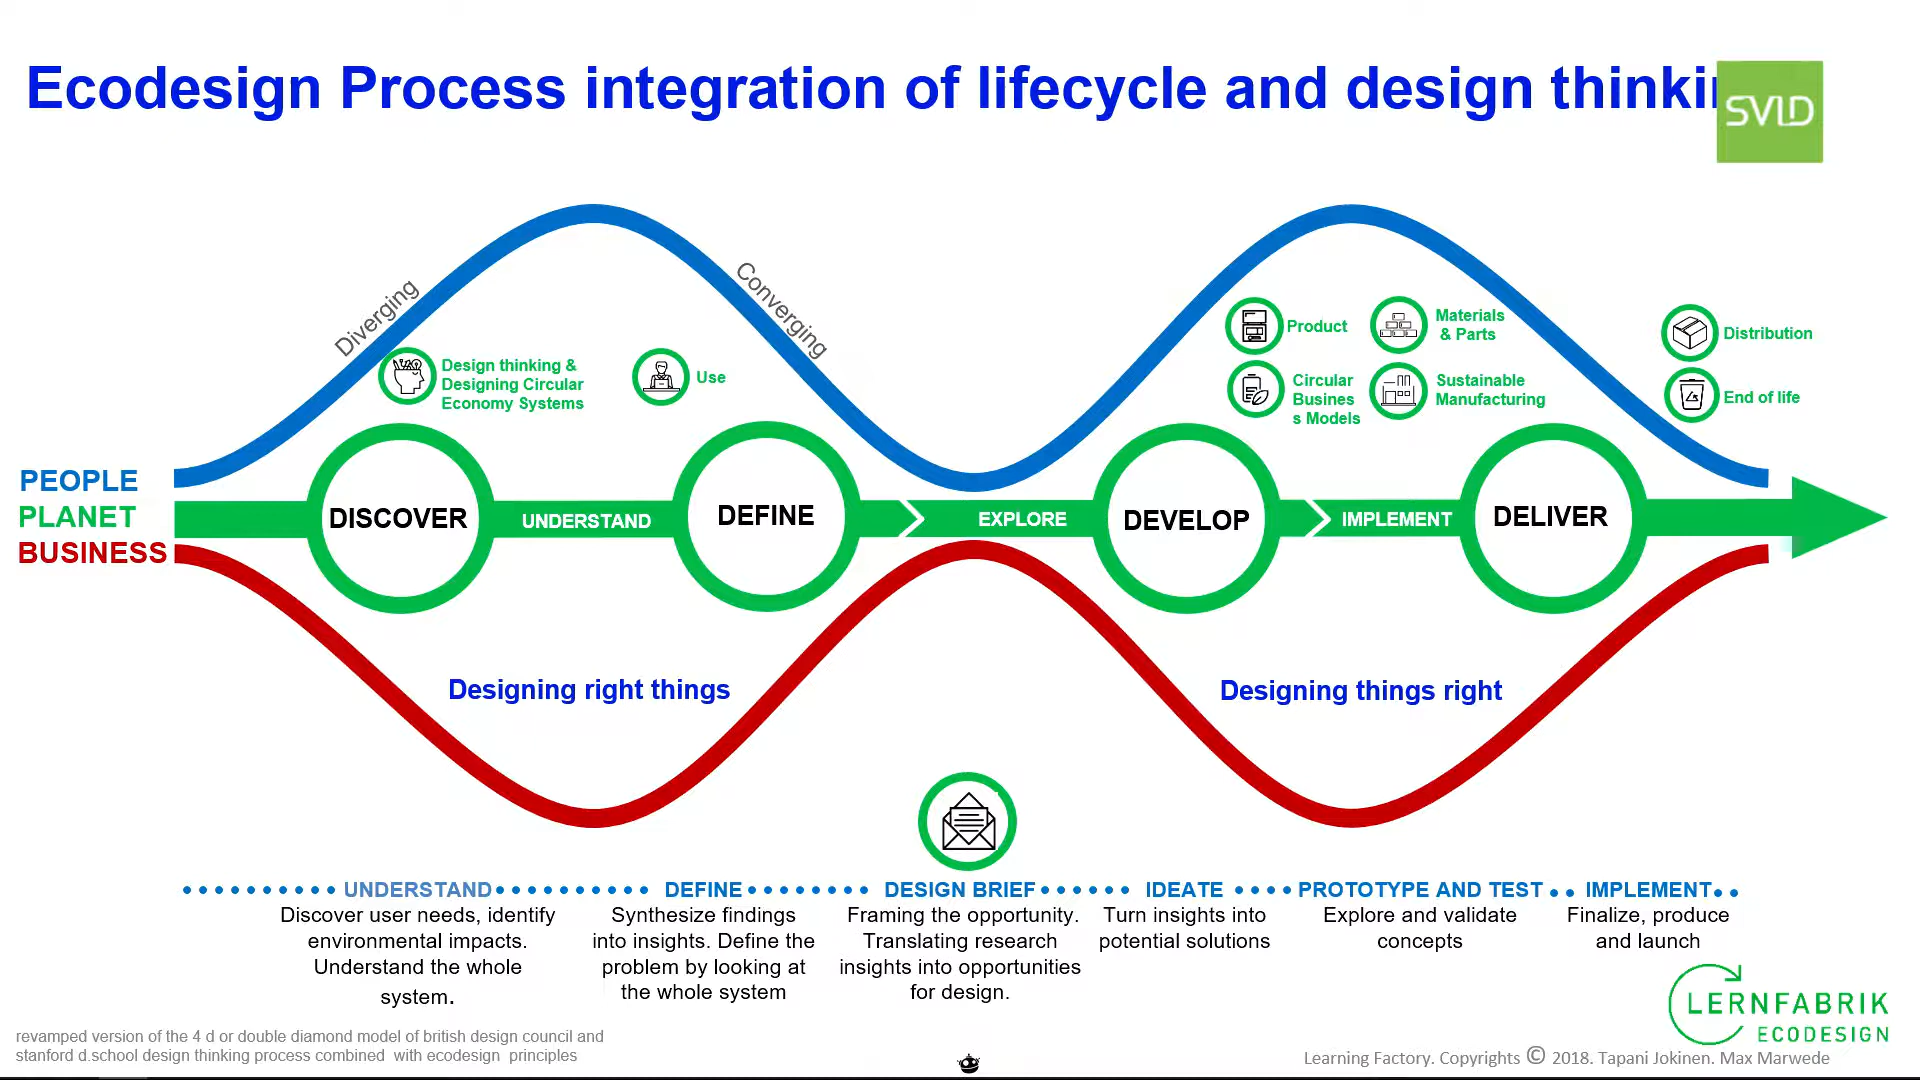 Ecodesign Process integration of lifecycle and design thinki
SVID
Diverging
Converging
Design thinking &
Designing Circular
Economy Systems
Use
Product
Materials
& Parts
Circular
Busines
s Models
Sustainable
Manufacturing
Distribution
End of life
PEOPLE
PLANET
BUSINESS
DISCOVER
UNDERSTAND
DEFINE
EXPLORE
DEVELOP
IMPLEMENT
DELIVER
Designing right things
Designing things right
UNDERSTAND
Discover user needs, identify
environmental impacts.
Understand the whole
system.
DEFINE
Synthesize findings
into insights. Define the
problem by looking at
the whole system
DESIGN BRIEF
Framing the opportunity.
Translating research
insights into opportunities
for design.
IDEATE
Turn insights into
potential solutions
PROTOTYPE AND TEST
Explore and validate
concepts
IMPLEMENT
Finalize, produce
and launch
LERNFABRIK
ECODESIGN
revamped version of the 4 d or double diamond model of british design council and
stanford d.school design thinking process combined with ecodesign principles
Learning Factory. Copyrights © 2018. Tapani Jokinen. Max Marwede